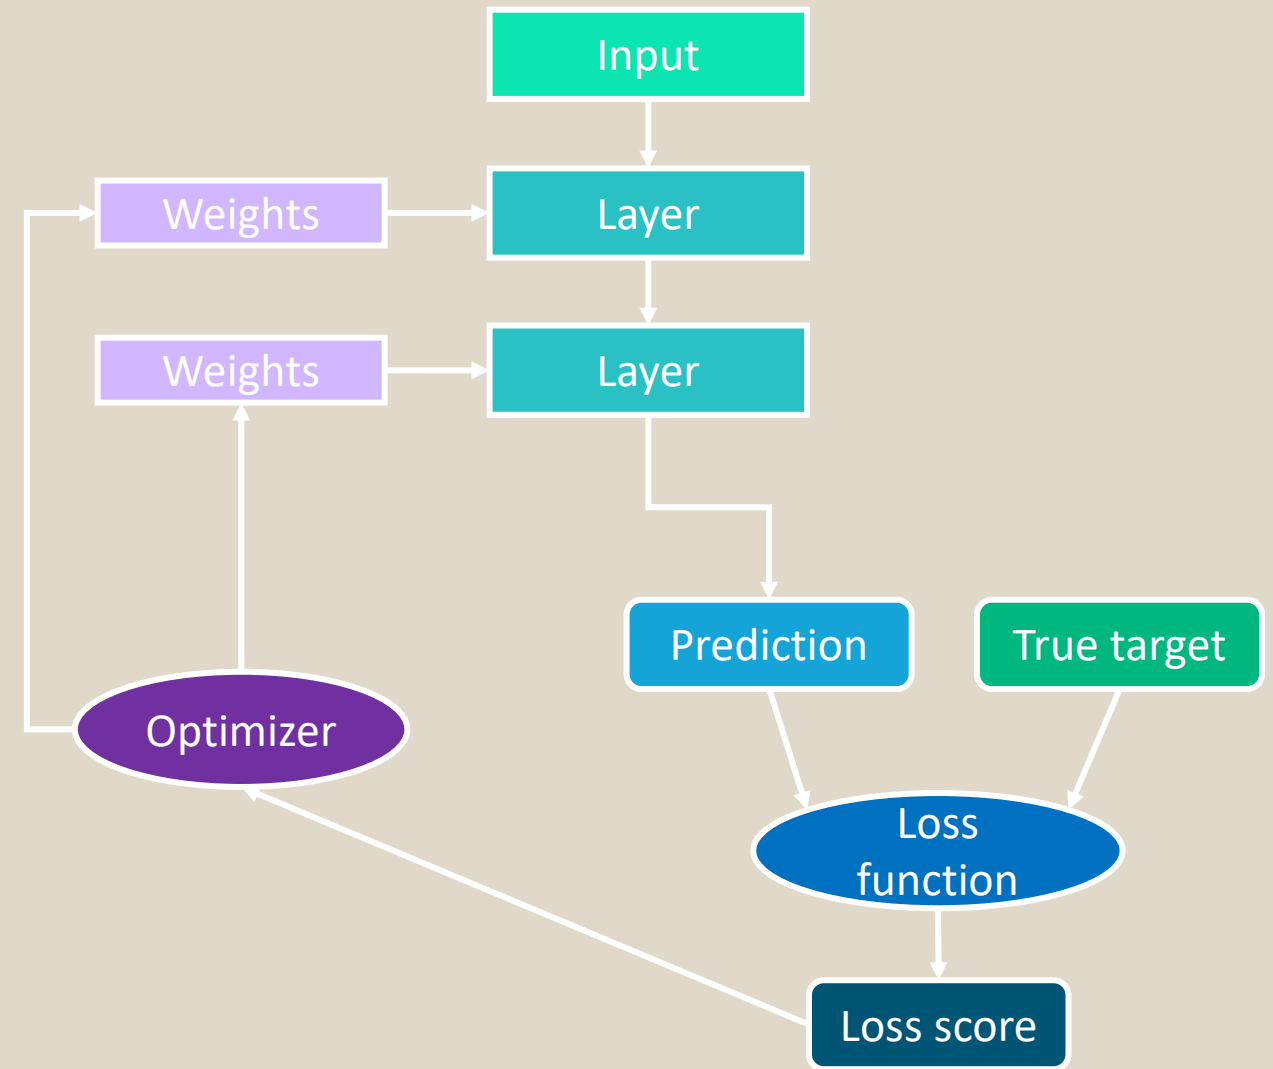 Input
Weights
Layer
Weights
Layer
Prediction
True target
Optimizer
Loss
function
Loss score